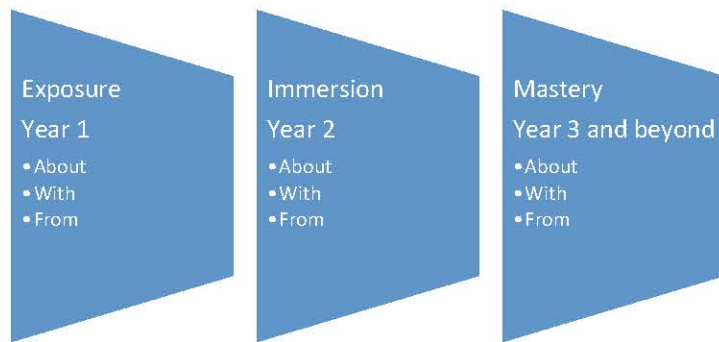 Exposure
Year 1
• About
• With
• From
Immersion
Year 2
• About
• With
• From
Mastery
Year 3 and beyond
• About
• With
• From